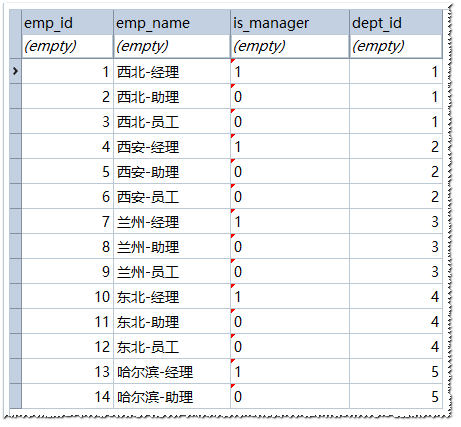 emp_id emp_name is_manager dept_id
(empty) (empty) (empty) (empty)
1 西北-经理 1 1
2 西北-助理 0 1
3 西北-员工 0 1
4 西安-经理 1 2
5 西安-助理 0 2
6 西安-员工 0 2
7 兰州-经理 1 3
8 兰州-助理 0 3
9 兰州-员工 0 3
10 东北-经理 1 4
11 东北-助理 0 4
12 东北-员工 0 4
13 哈尔滨-经理 1 5
14 哈尔滨-助理 0 5